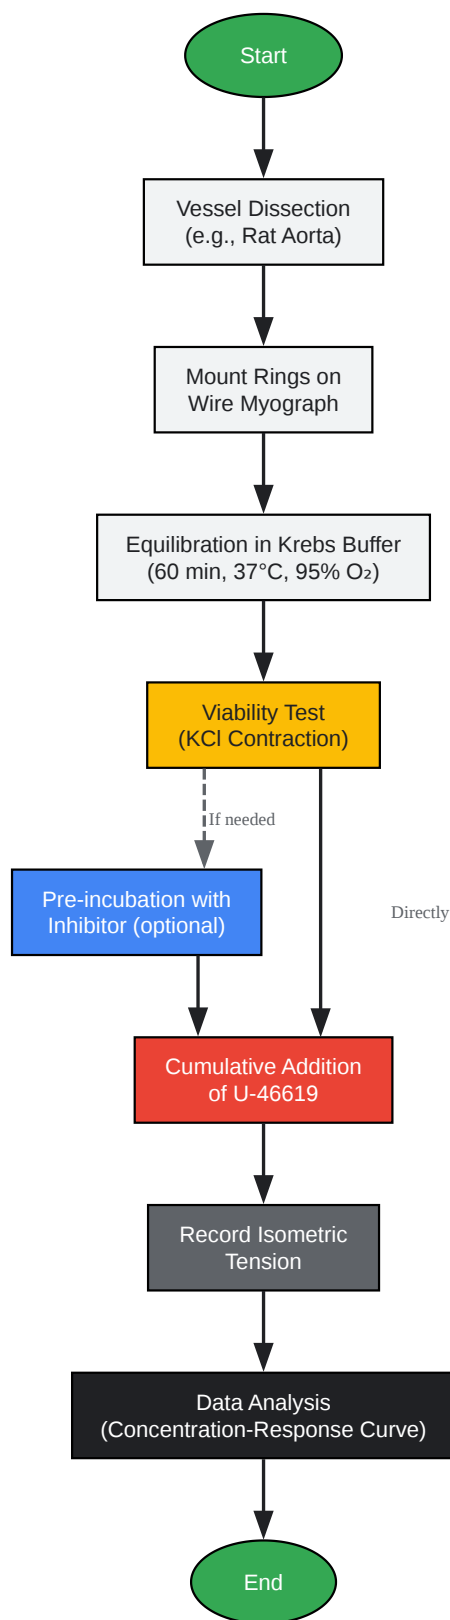 Start
Vessel Dissection
(e.g., Rat Aorta)
Mount Rings on
Wire Myograph
Equilibration in Krebs Buffer
(60 min, 37°C, 95% O₂)
Viability Test
(KCl Contraction)
If needed
Pre-incubation with
Inhibitor (optional)
Directly
Cumulative Addition
of U-46619
Record Isometric
Tension
Data Analysis
(Concentration-Response Curve)
End